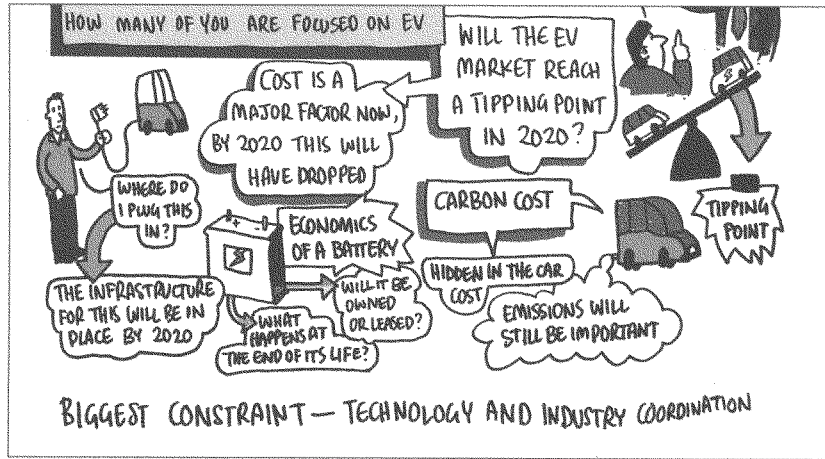 HOW MANY OF YOU ARE FOCUSED ON EV
WILL THE EV
MARKET REACH
A TIPPING POINT
IN 2020?
COST IS A
MAJOR FACTOR NOW,
BY 2020 THIS WILL
HAVE DROPPED
WHERE DO
I PLUG THIS
IN?
THE INFRASTRUCTURE
FOR THIS WILL BE IN
PLACE BY 2020
+ -
ECONOMICS
OF A BATTERY
WILL IT BE
OWNED
OR LEASED?
WHAT
HAPPENS AT
THE END OF ITS LIFE?
CARBON COST
HIDDEN IN THE CAR
COST
EMISSIONS WILL
STILL BE IMPORTANT
TIPPING
POINT
BIGGEST CONSTRAINT — TECHNOLOGY AND INDUSTRY COORDINATION